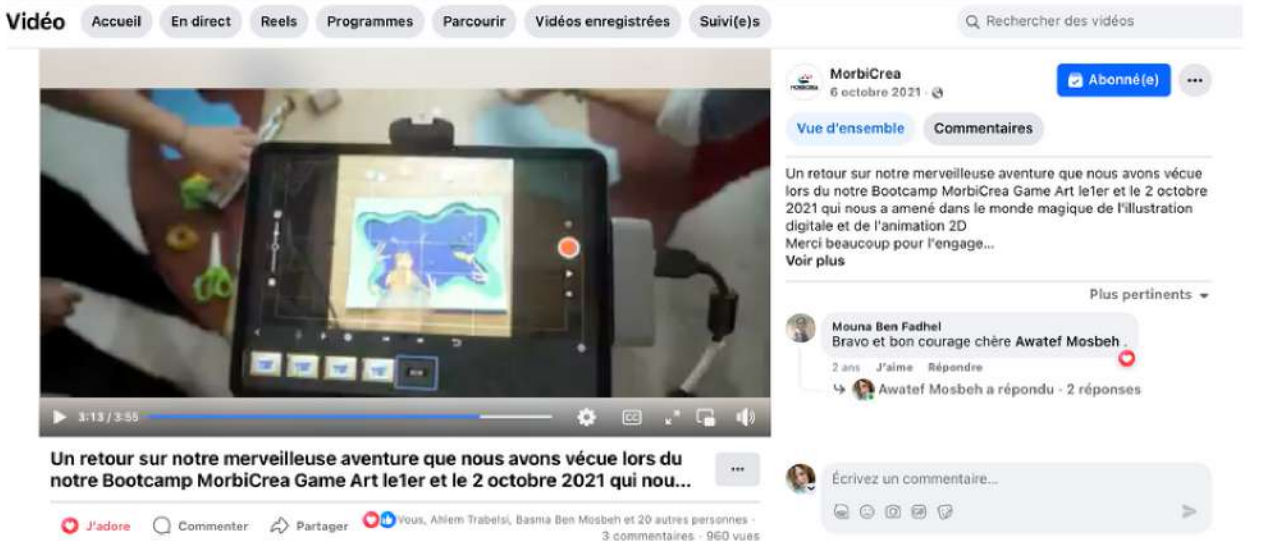 Vidéo
Accueil
En direct
Reels
Programmes
Parcourir
Vidéos enregistrées
Suivi(e)s
Rechercher des vidéos
3:13 / 3:55
CC
Un retour sur notre merveilleuse aventure que nous avons vécue lors du
notre Bootcamp MorbiCrea Game Art le1er et le 2 octobre 2021 qui nou...
J'adore
Commenter
Partager
Vous, Ahlem Trabelsi, Basma Ben Mosbeh et 20 autres personnes ·
3 commentaires · 960 vues
MORBICREA
MorbiCrea
6 octobre 2021 ·
Abonné(e)
Vue d'ensemble
Commentaires
Un retour sur notre merveilleuse aventure que nous avons vécue
lors du notre Bootcamp MorbiCrea Game Art le1er et le 2 octobre
2021 qui nous a amené dans le monde magique de l'illustration
digitale et de l'animation 2D
Merci beaucoup pour l'engage...
Voir plus
Plus pertinents
Mouna Ben Fadhel
Bravo et bon courage chère Awatef Mosbeh .
2 ans J'aime Répondre
Awatef Mosbeh a répondu · 2 réponses
Écrivez un commentaire...
GIF